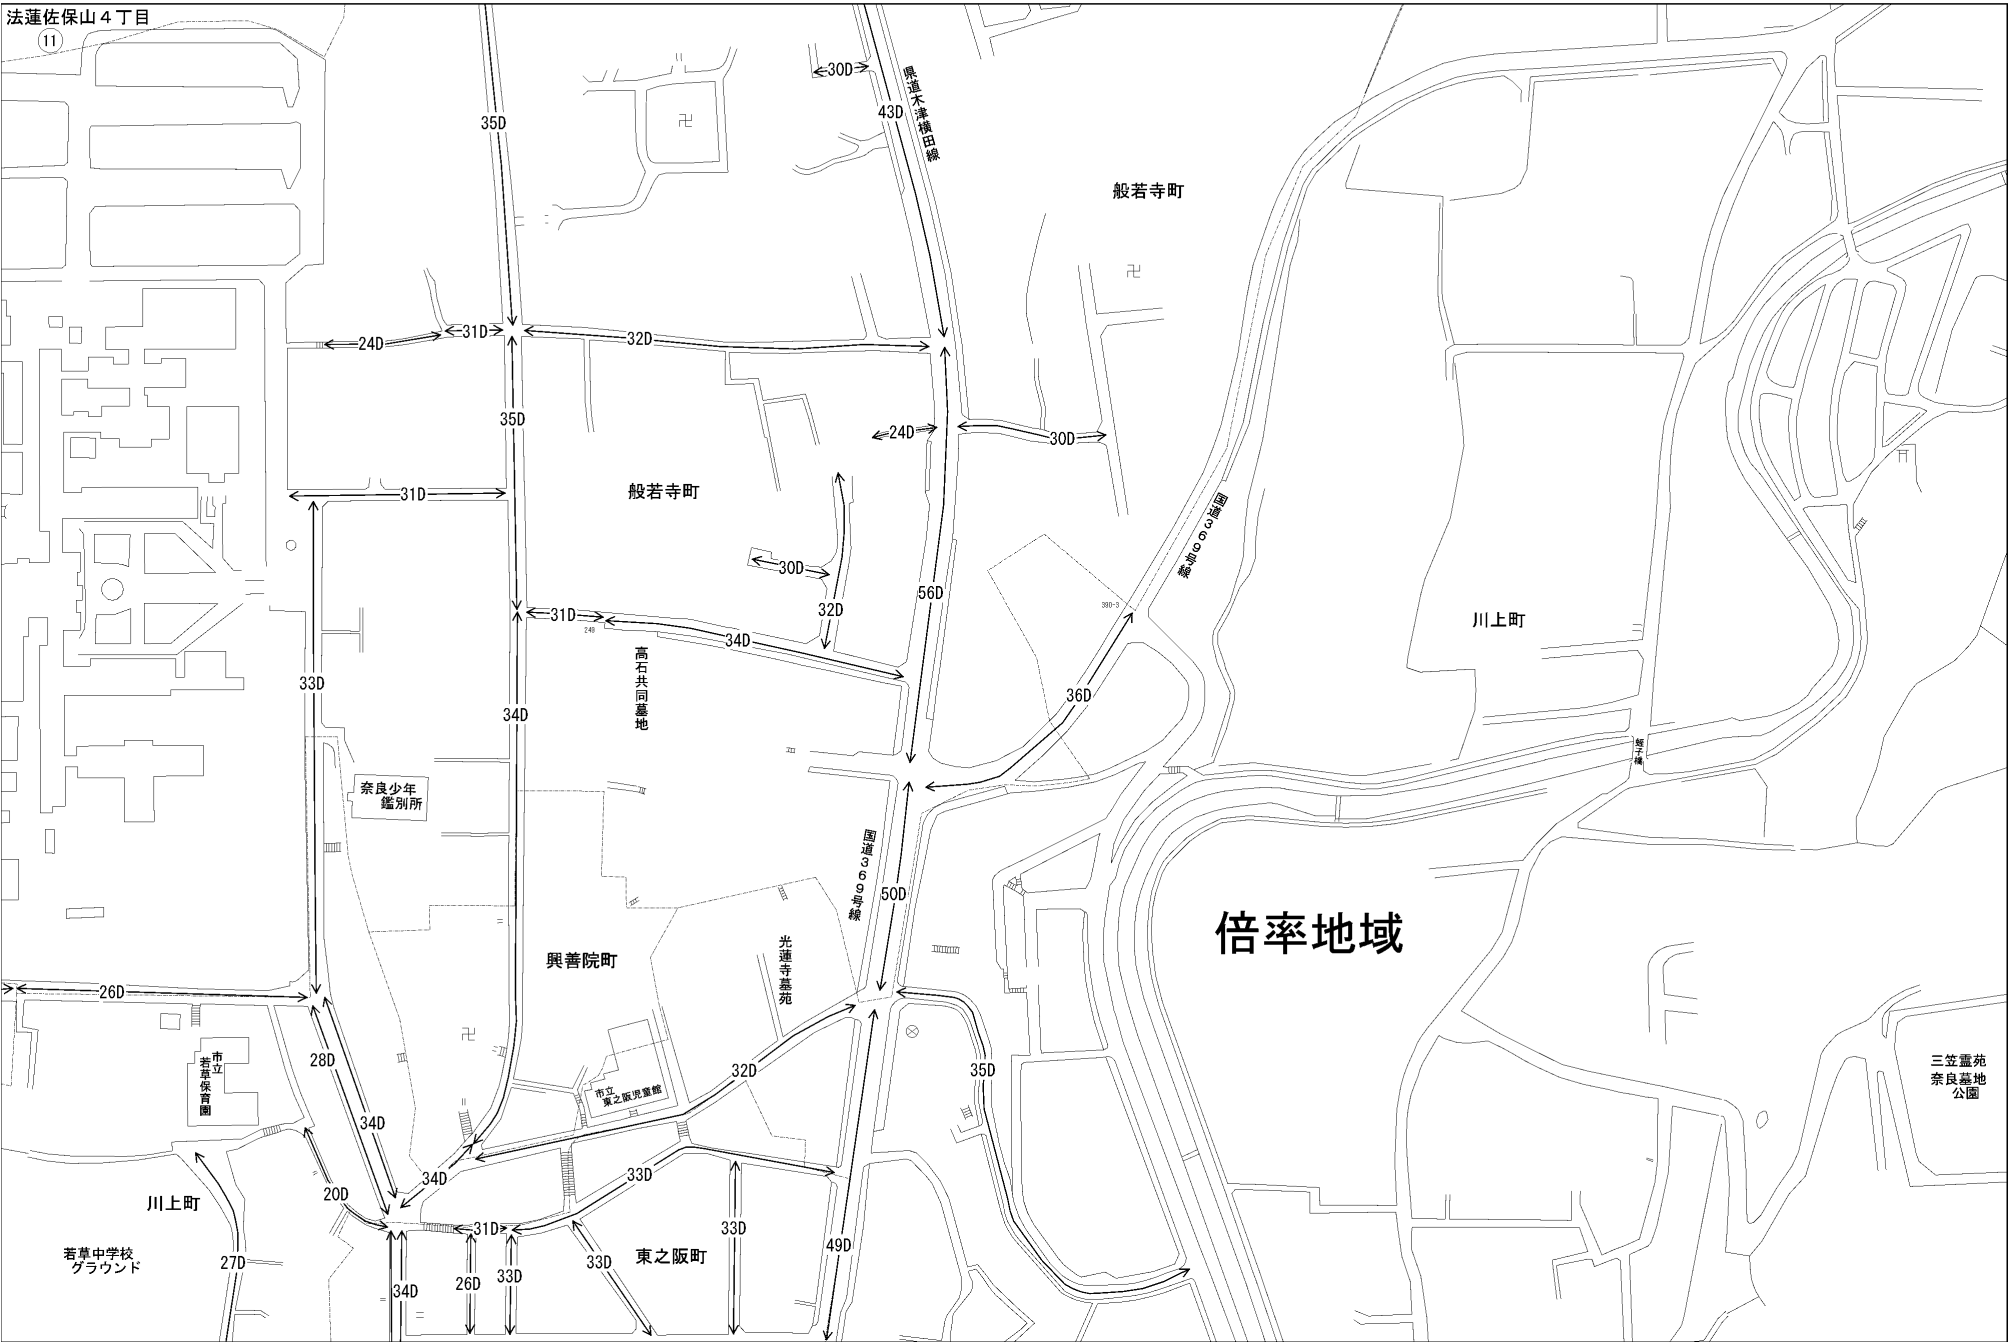 法蓮佐保山4丁目
11
30D
県道木津横田線
43D
35D
般若寺町
31D
24D
32D
35D
24D
30D
31D
般若寺町
国道369号線
30D
56D
32D
31D
249
390-3
川上町
34D
高石共同墓地
33D
34D
36D
蛭子橋
奈良少年
鑑別所
国道369号線
50D
倍率地域
光蓮寺墓苑
興善院町
26D
28D
市立
若草保育園
32D
35D
市立
東之阪児童館
三笠霊苑
奈良墓地
公園
34D
34D
33D
20D
川上町
31D
33D
東之阪町
49D
若草中学校
グラウンド
27D
33D
33D
26D
34D